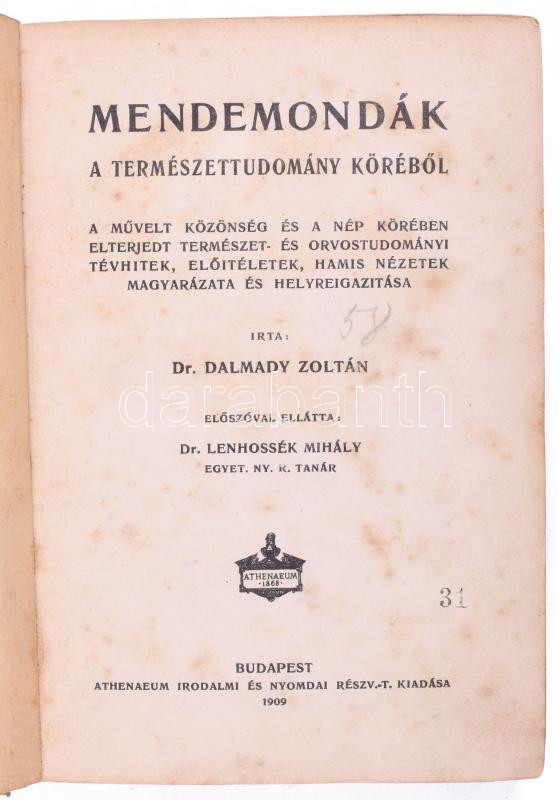 MENDEMONDÁK
A TERMÉSZETTUDOMÁNY KÖRÉBŐL
A MŰVELT KÖZÖNSÉG ÉS A NÉP KÖRÉBEN
ELTERJEDT TERMÉSZET- ÉS ORVOSTUDOMÁNYI
TÉVHITEK, ELŐITÉLETEK, HAMIS NÉZETEK
MAGYARÁZATA ÉS HELYREIGAZITÁSA
58
IRTA:
Dr. DALMADY ZOLTÁN
darabanth
ELŐSZÓVAL ELLÁTTA:
Dr. LENHOSSÉK MIHÁLY
EGYET. NY. R. TANÁR
ATHENAEUM
·1868·
31
BUDAPEST
ATHENAEUM IRODALMI ÉS NYOMDAI RÉSZV.-T. KIADÁSA
1909